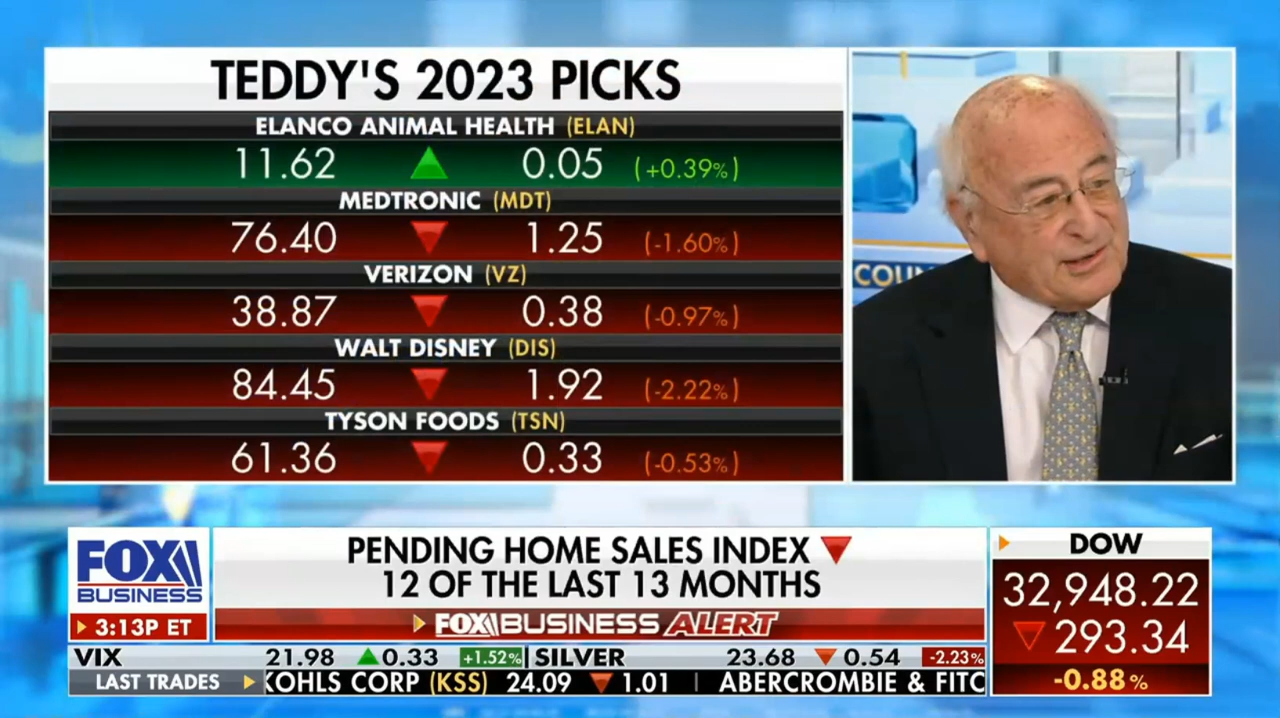 TEDDY'S 2023 PICKS
ELANCO ANIMAL HEALTH (ELAN)
11.62 0.05 (+0.39%)
MEDTRONIC (MDT)
76.40 1.25 (-1.60%)
VERIZON (VZ)
38.87 0.38 (-0.97%)
WALT DISNEY (DIS)
84.45 1.92 (-2.22%)
TYSON FOODS (TSN)
61.36 0.33 (-0.53%)
COUN
FOX
BUSINESS
3:13P ET
PENDING HOME SALES INDEX
12 OF THE LAST 13 MONTHS
FOX BUSINESS ALERT
DOW
32,948.22
293.34
-0.88%
VIX 21.98 0.33 +1.52% SILVER 23.68 0.54 -2.23%
LAST TRADES KOHLS CORP (KSS) 24.09 1.01 | ABERCROMBIE & FITC